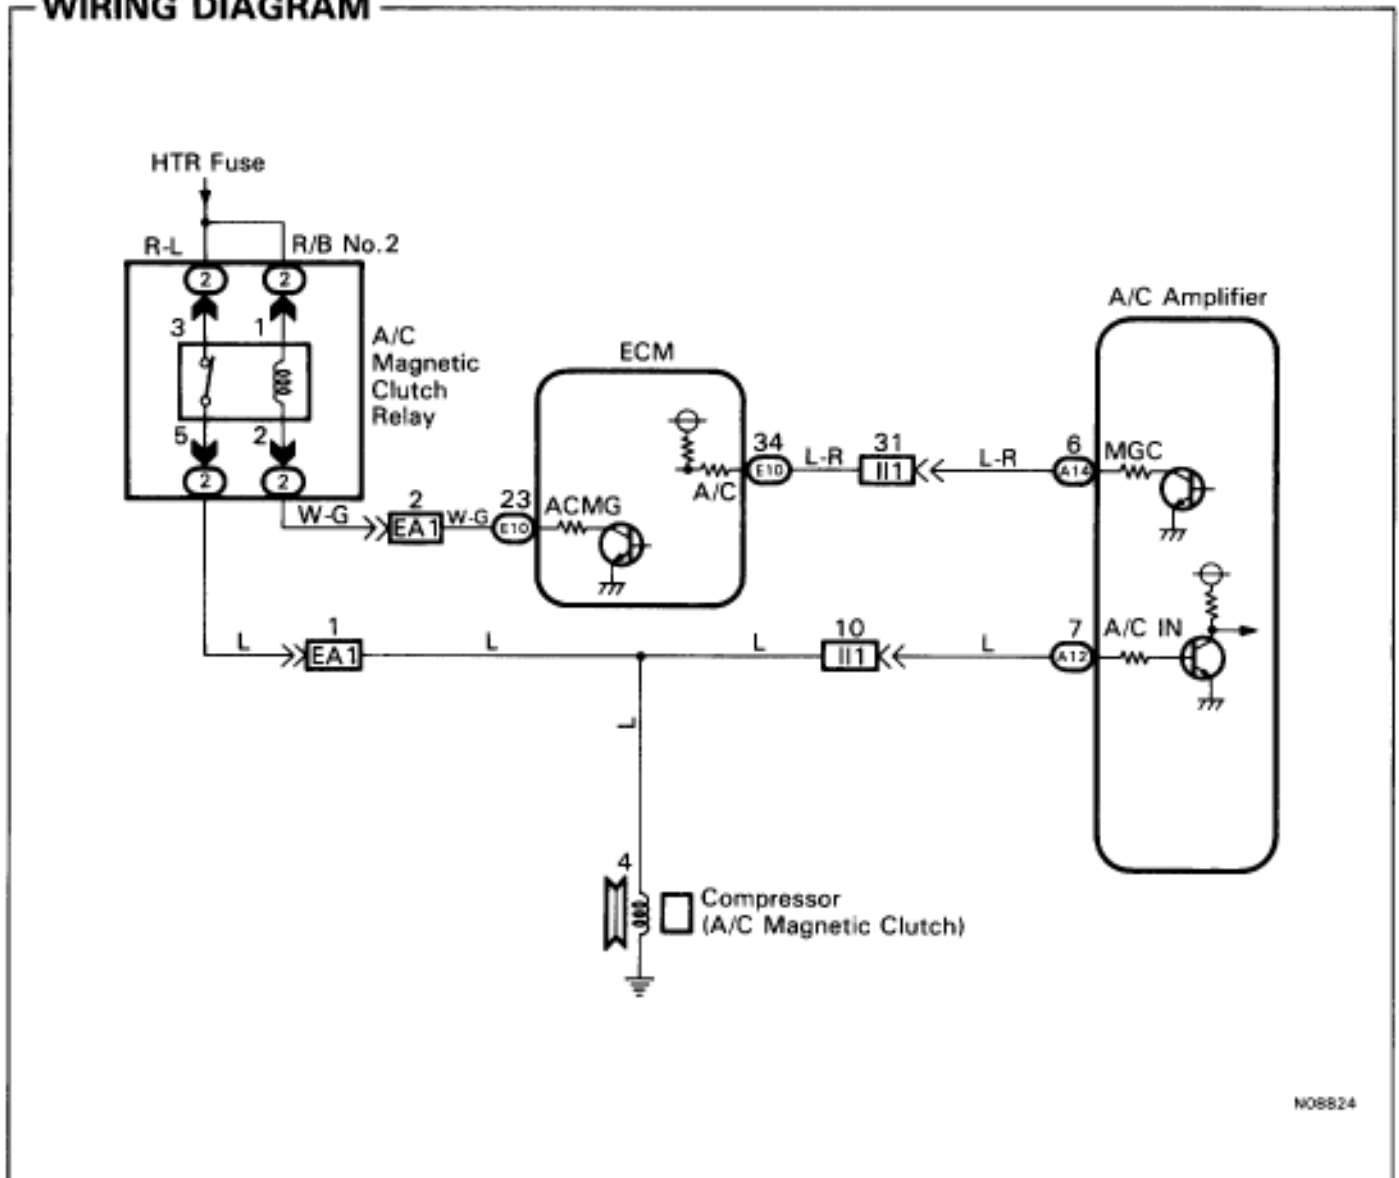 WIRING DIAGRAM
HTR Fuse
R-L
R/B No.2
2
2
3
1
A/C
Magnetic
Clutch
Relay
5
2
2
2
W-G
2
EA1
W-G
23
E10
ECM
ACMG
A/C
34
E10
L-R
31
II1
L-R
6
A14
A/C Amplifier
MGC
L
1
EA1
L
L
10
II1
L
7
A12
A/C IN
L
4
Compressor
(A/C Magnetic Clutch)
N08824